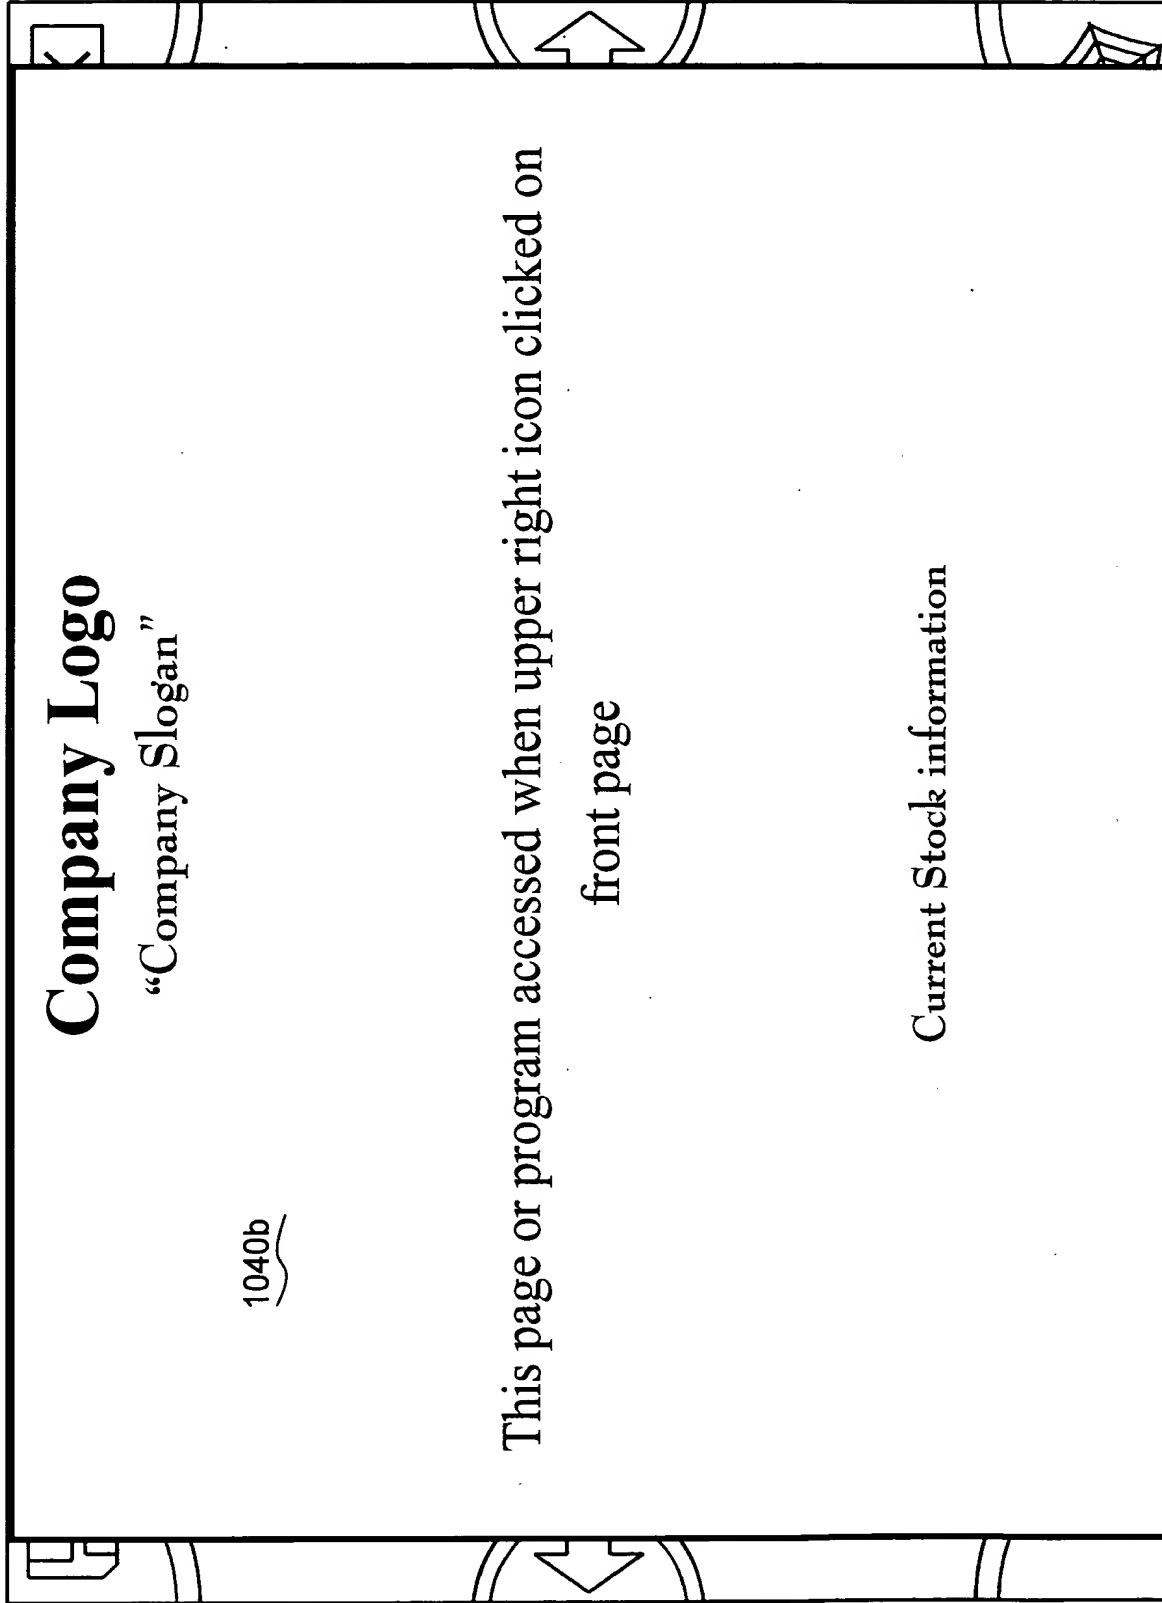 Company Logo
“Company Slogan”
1040b
This page or program accessed when upper right icon clicked on
front page
Current Stock information